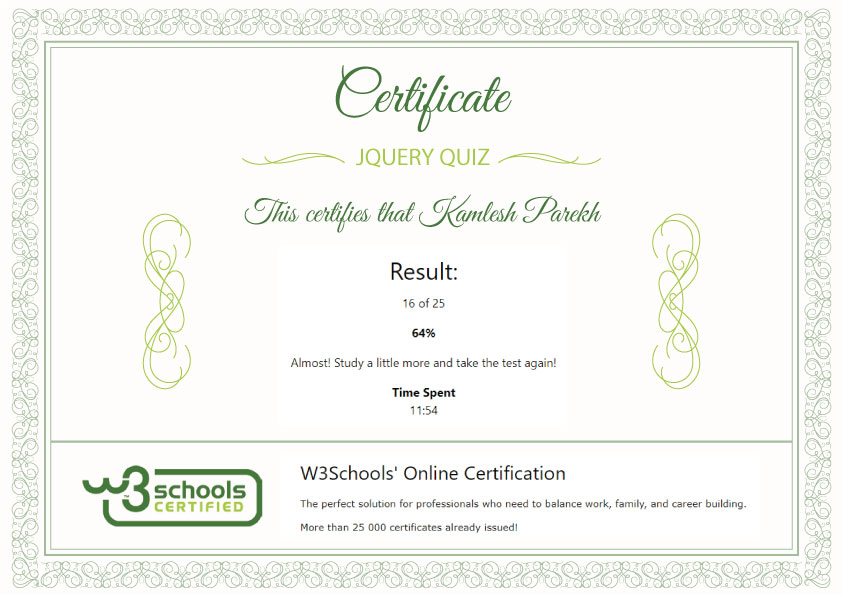 Certificate
JQUERY QUIZ
This certifies that Kamlesh Parekh
Result:
16 of 25
64%
Almost! Study a little more and take the test again!
Time Spent
11:54
w3schools
CERTIFIED
W3Schools' Online Certification
The perfect solution for professionals who need to balance work, family, and career building.
More than 25 000 certificates already issued!